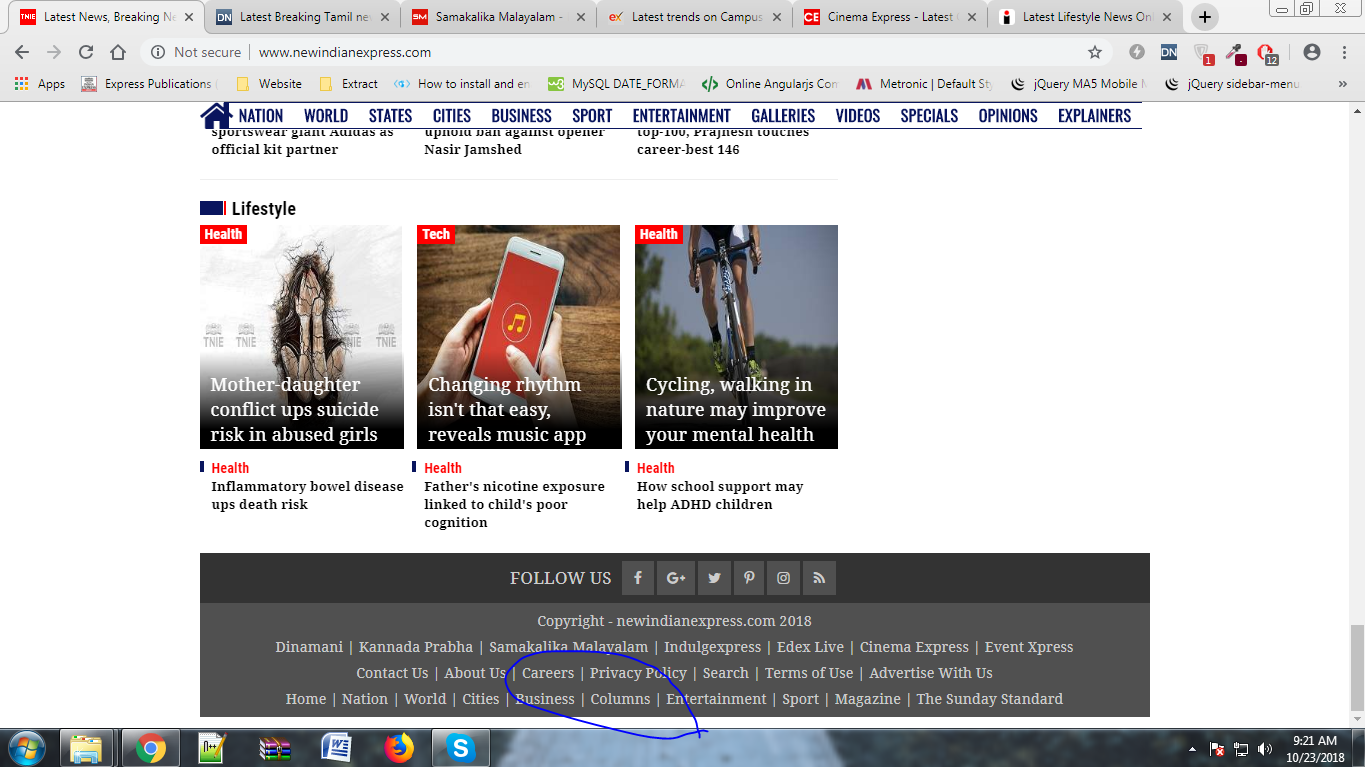 Latest News, Breaking Ne
Latest Breaking Tamil ne
Samakalika Malayalam -
Latest trends on Campus
Cinema Express - Latest
Latest Lifestyle News On
Not secure | www.newindianexpress.com
Apps Express Publications Website Extract How to install and en MySQL DATE_FORMA Online Angularjs Con Metronic | Default Sty jQuery MA5 Mobile M jQuery sidebar-menu »
NATION WORLD STATES CITIES BUSINESS SPORT ENTERTAINMENT GALLERIES VIDEOS SPECIALS OPINIONS EXPLAINERS
sportswear giant Adidas as
official kit partner
uphold ban against opener
Nasir Jamshed
top-100, Prajnesh touches
career-best 146
Lifestyle
Health
TNIE TNIE TNIE TNIE
Mother-daughter
conflict ups suicide
risk in abused girls
Tech
Changing rhythm
isn't that easy,
reveals music app
Health
Cycling, walking in
nature may improve
your mental health
Health
Inflammatory bowel disease
ups death risk
Health
Father's nicotine exposure
linked to child's poor
cognition
Health
How school support may
help ADHD children
FOLLOW US
Copyright - newindianexpress.com 2018
Dinamani | Kannada Prabha | Samakalika Malayalam | Indulgexpress | Edex Live | Cinema Express | Event Xpress
Contact Us | About Us | Careers | Privacy Policy | Search | Terms of Use | Advertise With Us
Home | Nation | World | Cities | Business | Columns | Entertainment | Sport | Magazine | The Sunday Standard
9:21 AM
10/23/2018